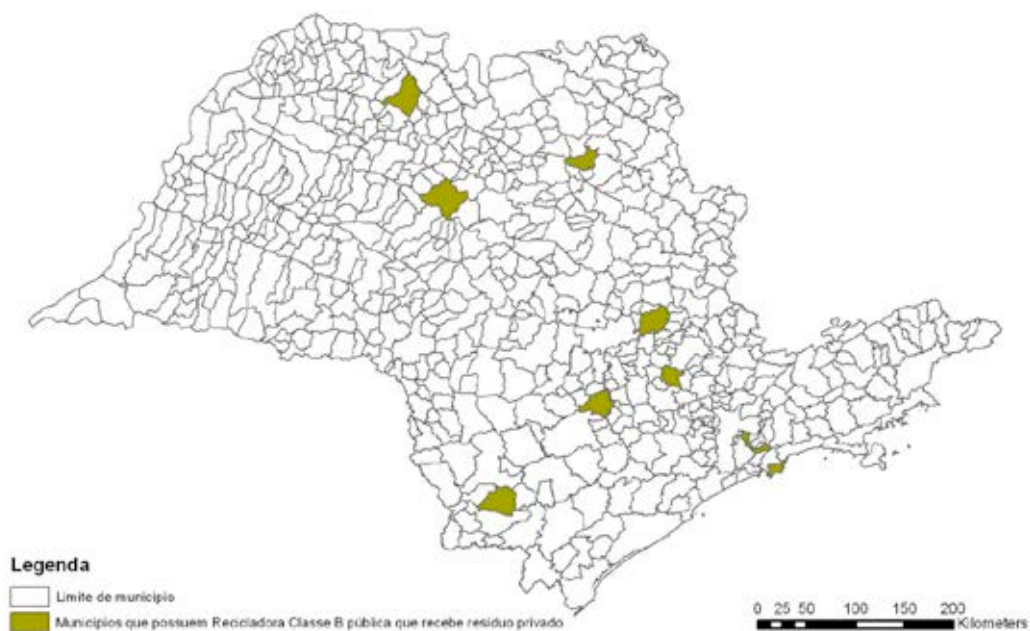 Legenda
Limite de município
Municípios que possuem Recicladora Classe B pública que recebe resíduo privado
0 25 50 100 150 200
Kilometers